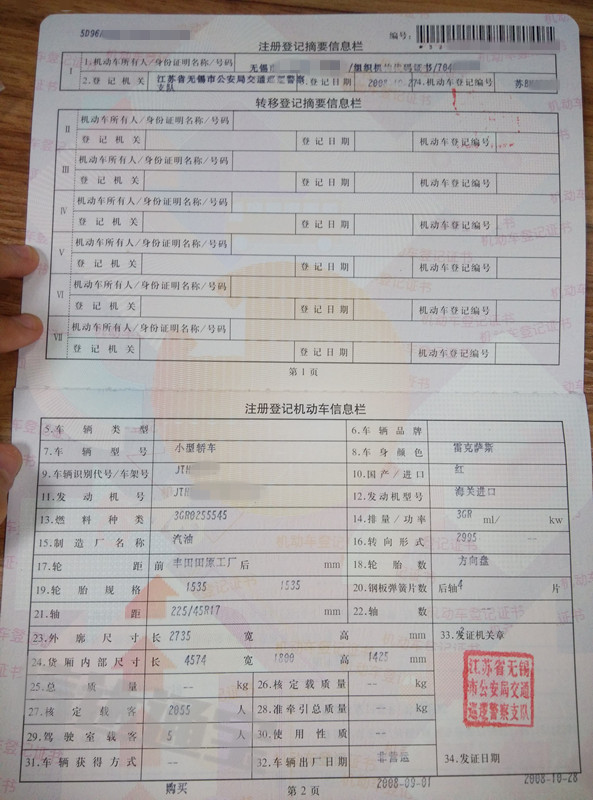 5D96/
编号:
注册登记摘要信息栏
I 1.机动车所有人/身份证明名称/号码 无锡 /组织机构代码证书/704
2.登记机关 江苏省无锡市公安局交通巡逻警察支队 3.登记日期 2008-10-27 4.机动车登记编号 苏B
转移登记摘要信息栏
II 机动车所有人/身份证明名称/号码
登记机关 登记日期 机动车登记编号
III 机动车所有人/身份证明名称/号码
登记机关 登记日期 机动车登记编号
IV 机动车所有人/身份证明名称/号码
登记机关 登记日期 机动车登记编号
V 机动车所有人/身份证明名称/号码
登记机关 登记日期 机动车登记编号
VI 机动车所有人/身份证明名称/号码
登记机关 登记日期 机动车登记编号
VII 机动车所有人/身份证明名称/号码
登记机关 登记日期 机动车登记编号
第1页
注册登记机动车信息栏
5.车辆类型 6.车辆品牌
7.车辆型号 小型轿车 8.车身颜色 雷克萨斯
9.车辆识别代号/车架号 JTH 10.国产/进口 红
11.发动机号 JTH 12.发动机型号 海关进口
13.燃料种类 3GR0255545 14.排量/功率 3GR ml/ kw
15.制造厂名称 汽油 16.转向形式 2995
17.轮距 前 丰田田原工厂 后 mm 18.轮胎数 方向盘
19.轮胎规格 1535 1535 20.钢板弹簧片数 后轴 4 片
21.轴距 225/45R17 mm 22.轴数 --
23.外廓尺寸 长 2735 宽 高 mm 33.发证机关章
24.货厢内部尺寸 长 4574 宽 1800 高 1425 mm
江苏省无锡
市公安局交通
巡逻警察支队
25.总质量 -- kg 26.核定载质量 -- kg
27.核定载客 2055 人 28.准牵引总质量 -- kg
29.驾驶室载客 5 人 30.使用性质 --
31.车辆获得方式 -- 32.车辆出厂日期 非营运 34.发证日期
购买 第2页 2008-09-01 2008-10-28